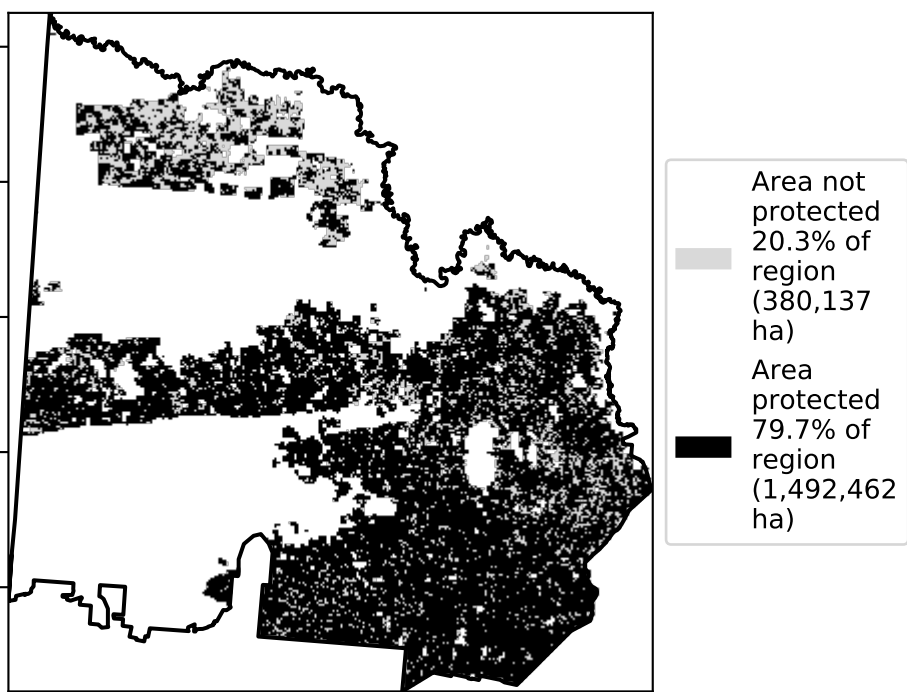 Area not
protected
20.3% of
region
(380,137
ha)
Area
protected
79.7% of
region
(1,492,462
ha)